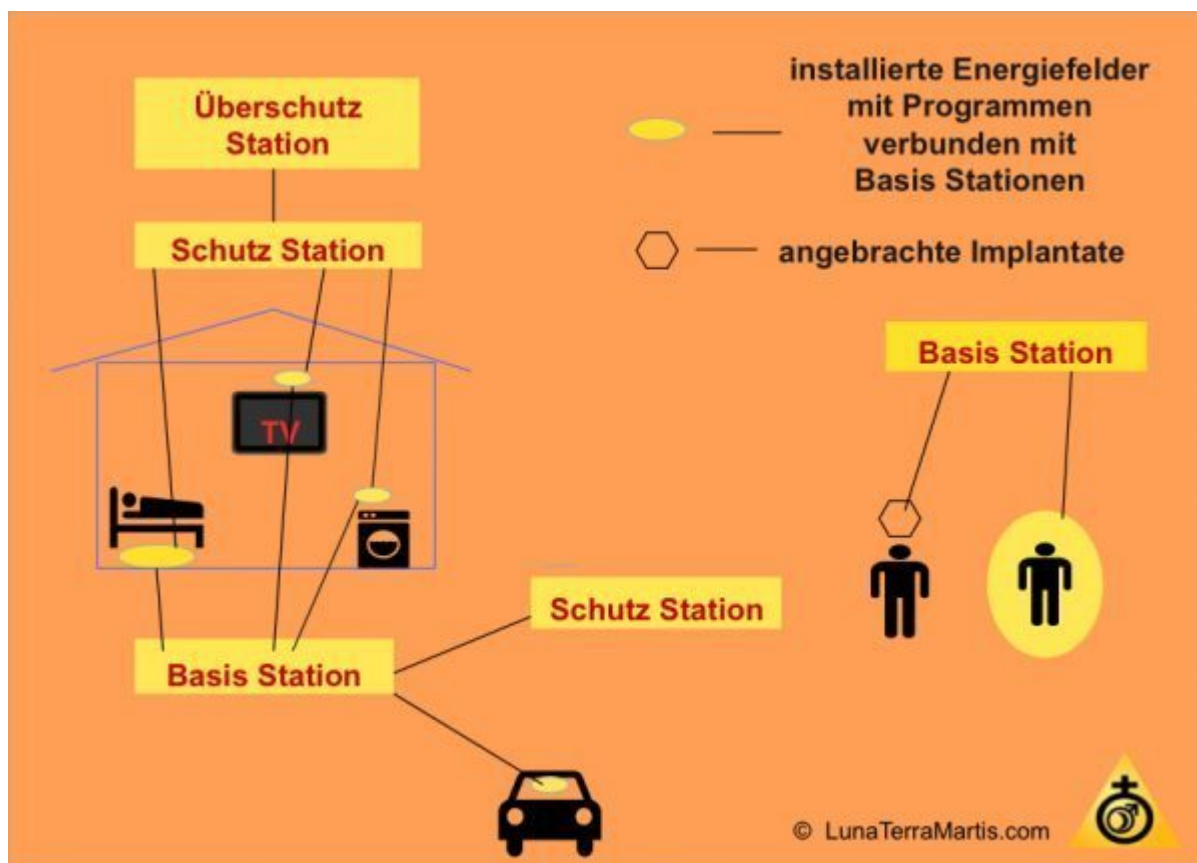 Überschutz
Station
Schutz Station
installierte Energiefelder
mit Programmen
verbunden mit
Basis Stationen
angebrachte Implantate
Basis Station
TV
Schutz Station
Basis Station
© LunaTerraMartis.com